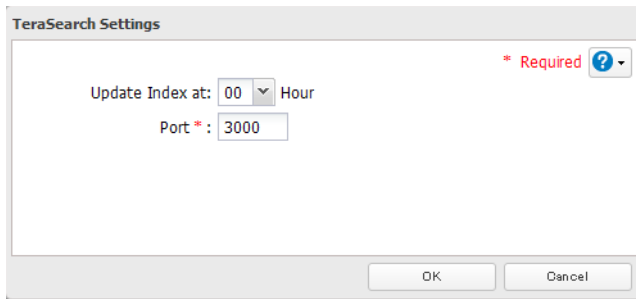 TeraSearch Settings
* Required ?
Update Index at: 00 Hour
Port * : 3000
OK Cancel